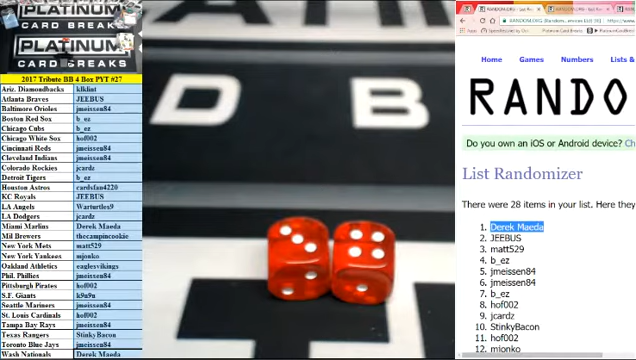 PLATINUM
CARD BREAKS
PLATINUM
CARD BREAKS
2017 Tribute BB 4 Box PYT #27
Ariz. Diamondbacks klklint
Atlanta Braves JEEBUS
Baltimore Orioles jmeissen84
Boston Red Sox b_ez
Chicago Cubs b_ez
Chicago White Sox hof002
Cincinnati Reds jmeissen84
Cleveland Indians jmeissen84
Colorado Rockies jcardz
Detroit Tigers b_ez
Houston Astros cardsfan4220
KC Royals JEEBUS
LA Angels Warturtles9
LA Dodgers jcardz
Miami Marlins Derek Maeda
Mil Brewers thecampincookie
New York Mets matt529
New York Yankees mjonko
Oakland Athletics eaglesvikings
Phil. Phillies jmeissen84
Pittsburgh Pirates hof002
S.F. Giants k9n9n
Seattle Mariners jmeissen84
St. Louis Cardinals hof002
Tampa Bay Rays jmeissen84
Texas Rangers StinkyBacon
Toronto Blue Jays jmeissen84
Wash Nationals Derek Maeda
D B
Home Games Numbers Lists &
RANDO
Do you own an iOS or Android device? Ch
List Randomizer
There were 28 items in your list. Here they
1. Derek Maeda
2. JEEBUS
3. matt529
4. b_ez
5. jmeissen84
6. jmeissen84
7. b_ez
8. hof002
9. jcardz
10. StinkyBacon
11. hof002
12. mjonko